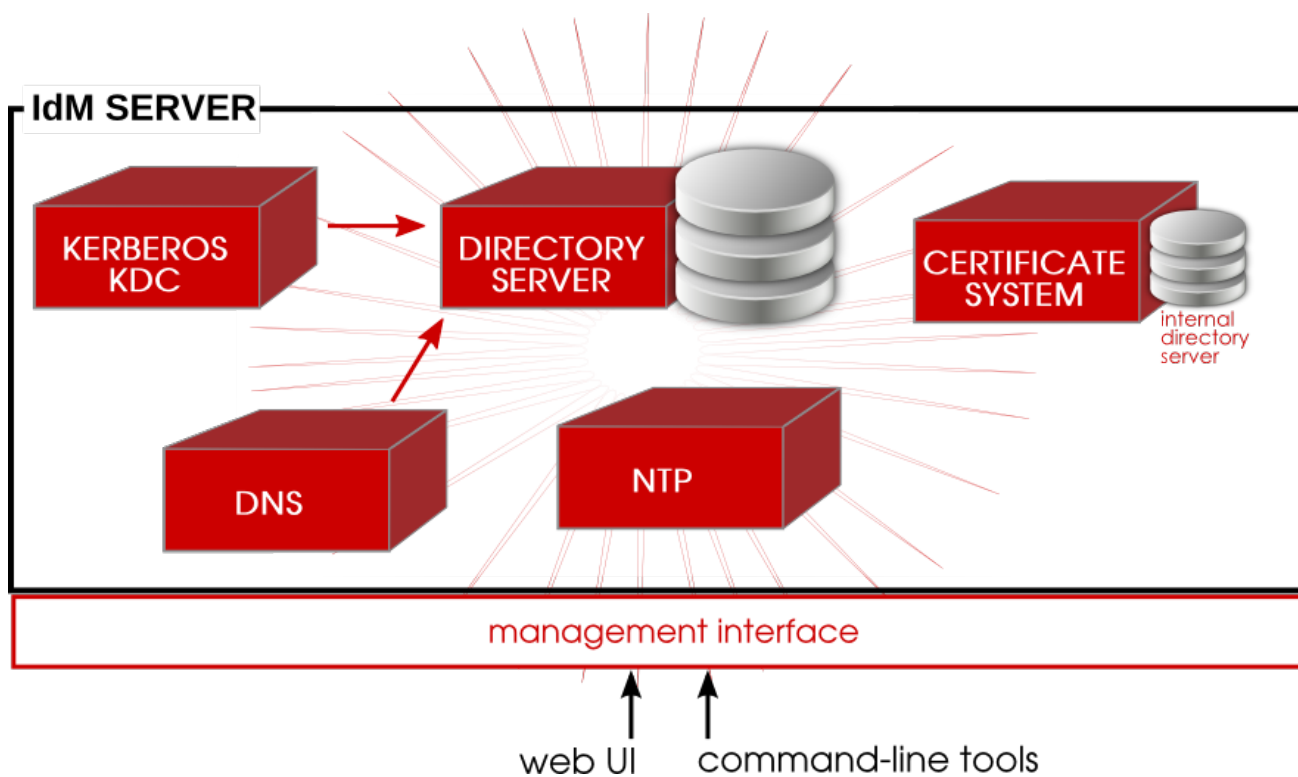 IdM SERVER
KERBEROS
KDC
DIRECTORY
SERVER
CERTIFICATE
SYSTEM
internal
directory
server
DNS
NTP
management interface
web UI
command-line tools